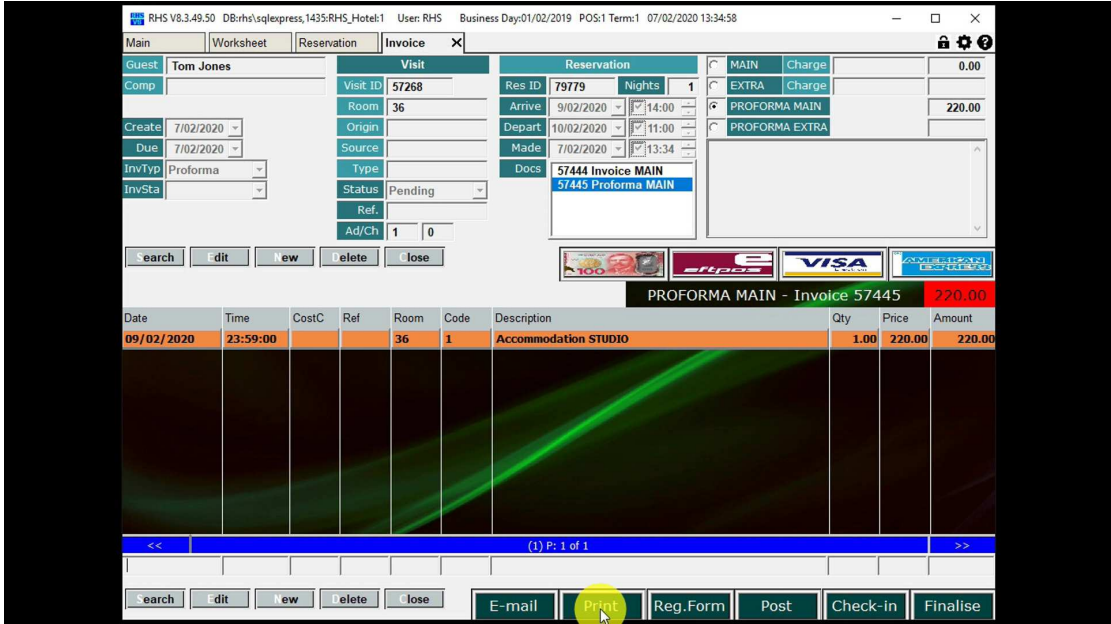 RHS V8.3.49.50 DB:rhs\sqlexpress,1435:RHS_Hotel:1 User: RHS Business Day:01/02/2019 POS:1 Term:1 07/02/2020 13:34:58
Main Worksheet Reservation Invoice X
Guest Tom Jones Visit Reservation MAIN Charge 0.00
Comp Visit ID 57268 Res ID 79779 Nights 1 EXTRA Charge
Room 36 Arrive 9/02/2020 14:00 PROFORMA MAIN 220.00
Create 7/02/2020 Origin Depart 10/02/2020 11:00 PROFORMA EXTRA
Due 7/02/2020 Source Made 7/02/2020 13:34
InvTyp Proforma Type Docs 57444 Invoice MAIN
InvSta Status Pending 57445 Proforma MAIN
Ref.
Ad/Ch 1 0
Search Edit New Delete Close 100 eftpos VISA AMERICAN EXPRESS
PROFORMA MAIN - Invoice 57445 220.00
Date Time CostC Ref Room Code Description Qty Price Amount
09/02/2020 23:59:00 36 1 Accommodation STUDIO 1.00 220.00 220.00
<< (1) P: 1 of 1 >>
Search Edit New Delete Close E-mail Print Reg.Form Post Check-in Finalise